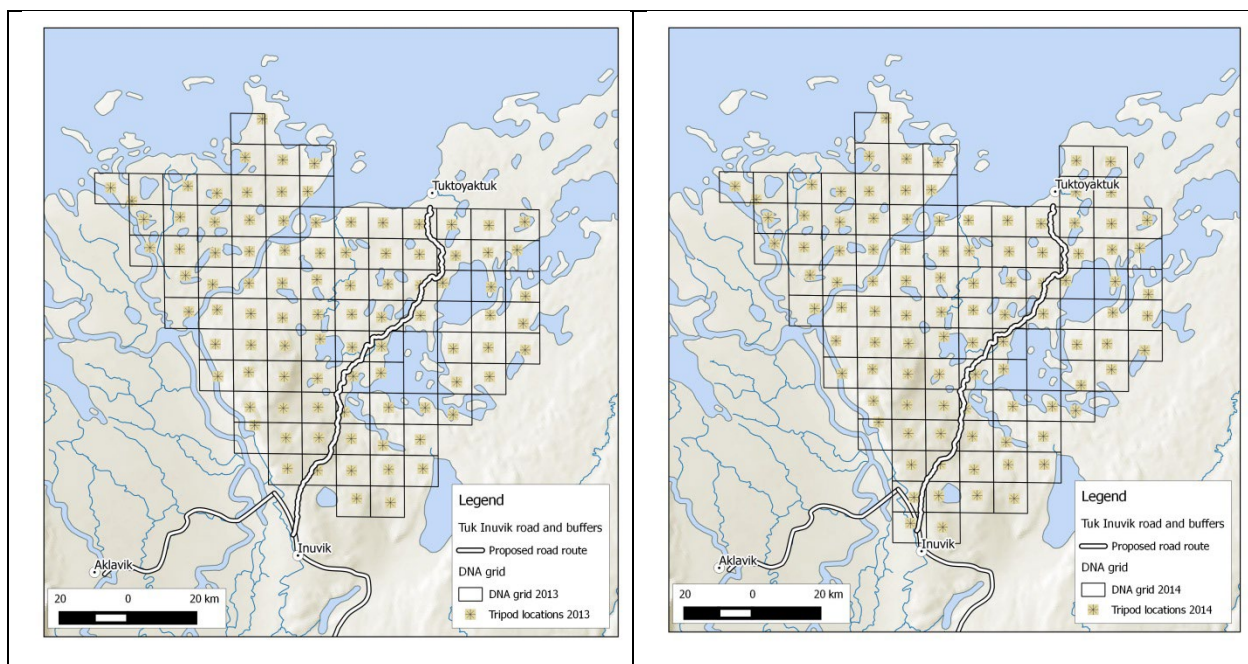 Tuktoyaktuk
Inuvik
Aklavik
20 0 20 km
Legend
Tuk Inuvik road and buffers
Proposed road route
DNA grid
DNA grid 2013
Tripod locations 2013
Tuktoyaktuk
Inuvik
Aklavik
20 0 20 km
Legend
Tuk Inuvik road and buffers
Proposed road route
DNA grid
DNA grid 2014
Tripod locations 2014